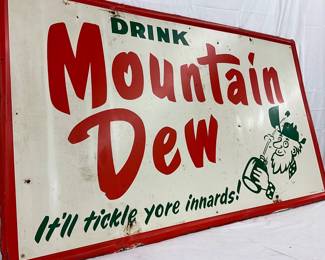 DRINK
Mountain
Dew
It'll tickle yore innards!